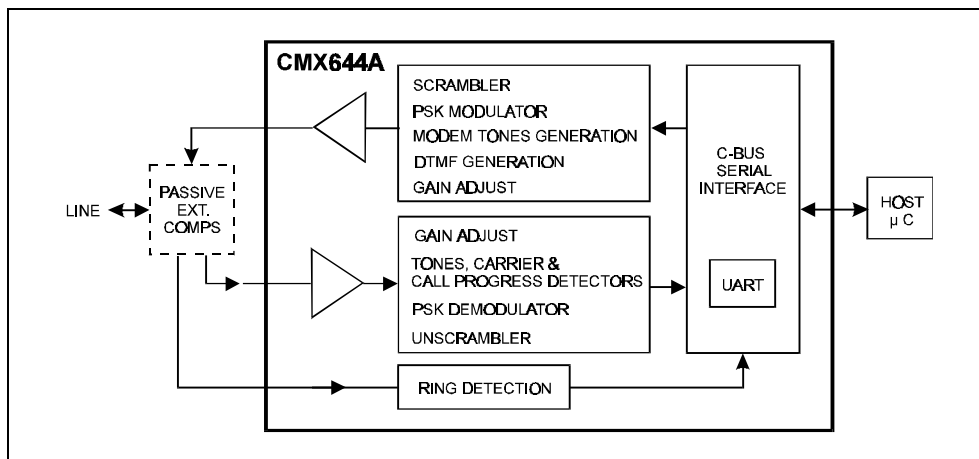 CMX644A
SCRAMBLER
PSK MODULATOR
MODEM TONES GENERATION
DTMF GENERATION
GAIN ADJUST
C-BUS
SERIAL
INTERFACE
UART
LINE
PASSIVE
EXT.
COMPS
HOST
µ C
GAIN ADJUST
TONES, CARRIER &
CALL PROGRESS DETECTORS
PSK DEMODULATOR
UNSCRAMBLER
RING DETECTION